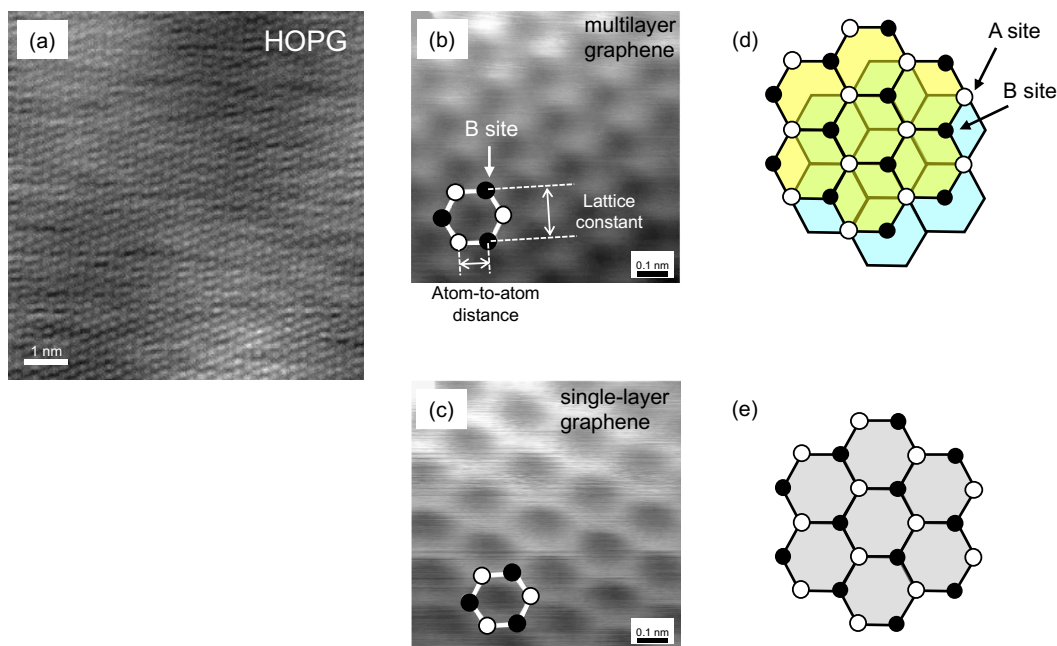 (a)
HOPG
1 nm
(b)
multilayer
graphene
B site
Lattice
constant
0.1 nm
Atom-to-atom
distance
(c)
single-layer
graphene
0.1 nm
(d)
A site
B site
(e)